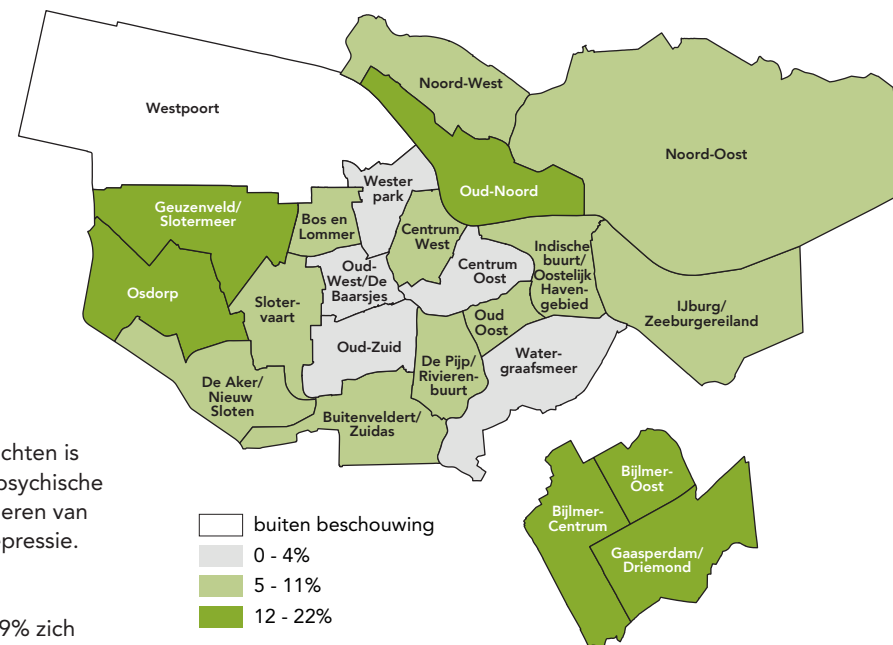 Westpoort
Noord-West
Noord-Oost
Wester
park
Oud-Noord
Geuzenveld/
Slotermeer
Bos en
Lommer
Centrum
West
Centrum
Oost
Indische
buurt/
Oostelijk
Haven-
gebied
Oud-
West/De
Baarsjes
Osdorp
Sloter-
vaart
IJburg/
Zeeburgereiland
Oud
Oost
Oud-Zuid
De Pijp/
Rivieren-
buurt
Water-
graafsmeer
De Aker/
Nieuw
Sloten
Buitenveldert/
Zuidas
chten is
psychische
eren van
pressie.
9% zich
buiten beschouwing
0 - 4%
5 - 11%
12 - 22%
Bijlmer-
Oost
Bijlmer-
Centrum
Gaasperdam/
Driemond